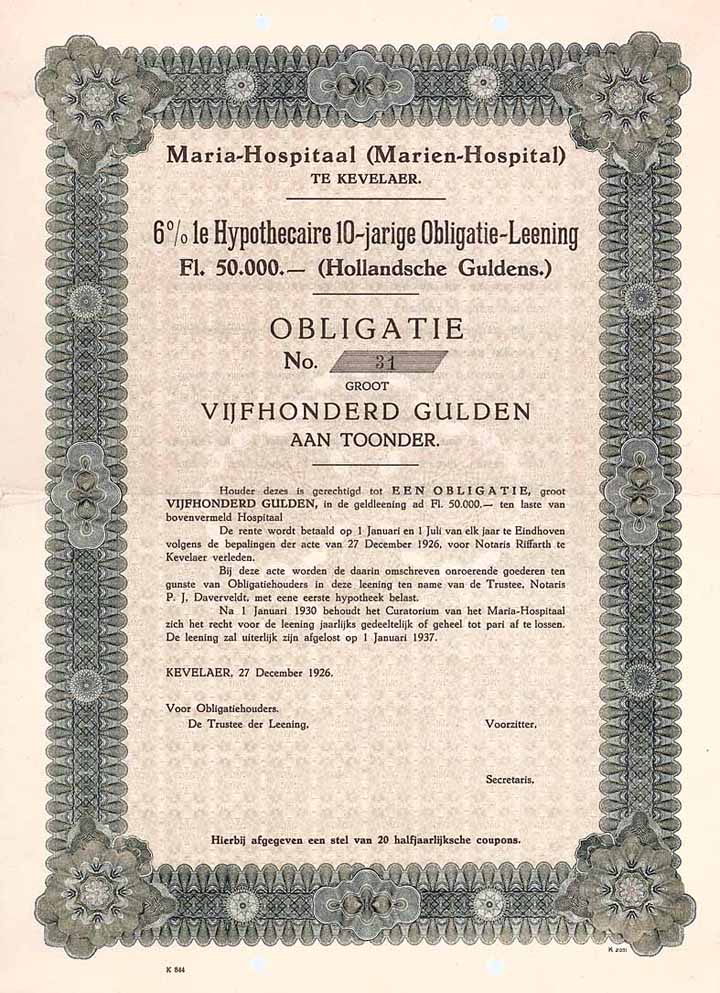 Maria-Hospitaal (Marien-Hospital)
TE KEVELAER.
6% 1e Hypothecaire 10-jarige Obligatie-Leening
Fl. 50.000.— (Hollandsche Guldens.)
OBLIGATIE
No. 31
GROOT
VIJFHONDERD GULDEN
AAN TOONDER.
Houder dezes is gerechtigd tot EEN OBLIGATIE, groot
VIJFHONDERD GULDEN, in de geldleening ad Fl. 50.000.— ten laste van
bovenvermeld Hospitaal
De rente wordt betaald op 1 Januari en 1 Juli van elk jaar te Eindhoven
volgens de bepalingen der acte van 27 December 1926, voor Notaris Riffarth te
Kevelaer verleden.
Bij deze acte worden de daarin omschreven onroerende goederen ten
gunste van Obligatiehouders in deze leening ten name van de Trustee, Notaris
P. J. Daverveldt, met eene eerste hypotheek belast.
Na 1 Januari 1930 behoudt het Curatorium van het Maria-Hospitaal
zich het recht voor de leening jaarlijks gedeeltelijk of geheel tot pari af te lossen.
De leening zal uiterlijk zijn afgelost op 1 Januari 1937.
KEVELAER, 27 December 1926.
Voor Obligatiehouders.
De Trustee der Leening. Voorzitter,
Secretaris.
Hierbij afgegeven een stel van 20 halfjaarlijksche coupons.
K 844